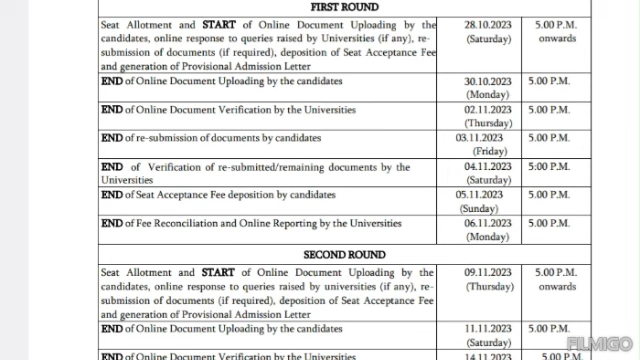 FIRST ROUND
Seat Allotment and START of Online Document Uploading by the candidates, online response to queries raised by Universities (if any), re-submission of documents (if required), deposition of Seat Acceptance Fee and generation of Provisional Admission Letter
28.10.2023 (Saturday)
5.00 P.M. onwards
END of Online Document Uploading by the candidates
30.10.2023 (Monday)
5.00 P.M.
END of Online Document Verification by the Universities
02.11.2023 (Thursday)
5.00 P.M.
END of re-submission of documents by candidates
03.11.2023 (Friday)
5.00 P.M.
END of Verification of re-submitted/remaining documents by the Universities
04.11.2023 (Saturday)
5:00 P.M.
END of Seat Acceptance Fee deposition by candidates
05.11.2023 (Sunday)
5.00 P.M.
END of Fee Reconciliation and Online Reporting by the Universities
06.11.2023 (Monday)
5.00 P.M.
SECOND ROUND
Seat Allotment and START of Online Document Uploading by the candidates, online response to queries raised by universities (if any), re-submission of documents (if required), deposition of Seat Acceptance Fee and generation of Provisional Admission Letter
09.11.2023 (Thursday)
5.00 P.M. onwards
END of Online Document Uploading by the candidates
11.11.2023 (Saturday)
5.00 P.M.
END of Online Document Verification by the Universities
14.11.2023
5.00 P.M.
FILMIGO